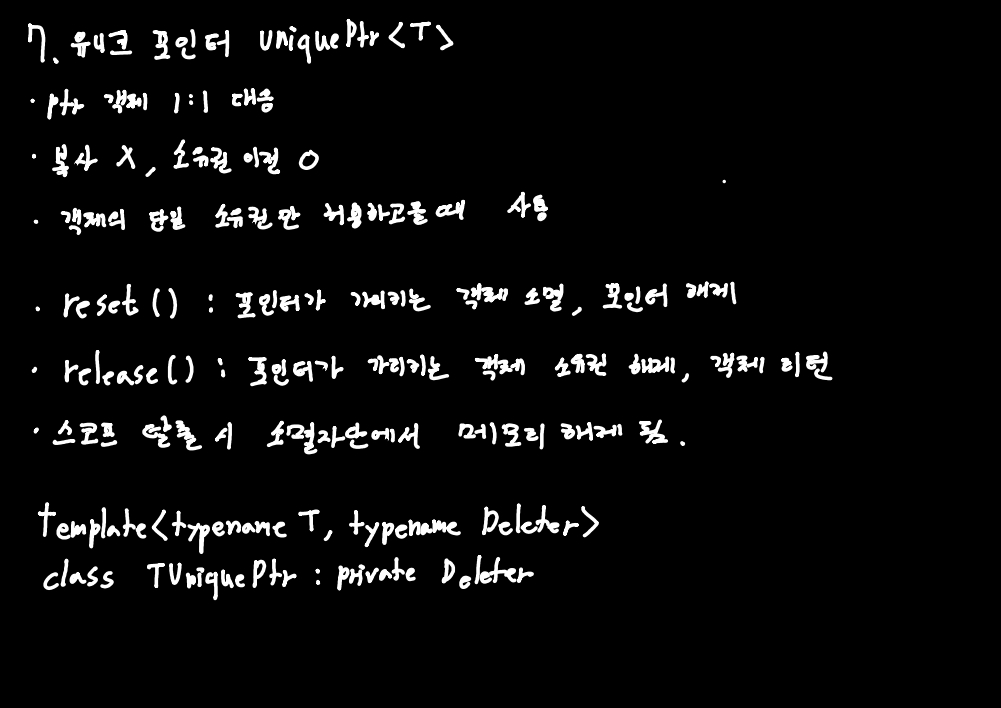 7. 유니크 포인터 UniquePtr<T>
· ptr 객체 1:1 대응
· 복사 X, 소유권 이전 O
· 객체의 단일 소유권만 허용하고플때 사용
· reset() : 포인터가 가리키는 객체 소멸, 포인터 해제
· release() : 포인터가 가리키는 객체 소유권 해제, 객체 리턴
· 스코프 탈출 시 소멸자단에서 메모리 해제 됨.
template<typename T, typename Deleter>
class TUniquePtr : private Deleter